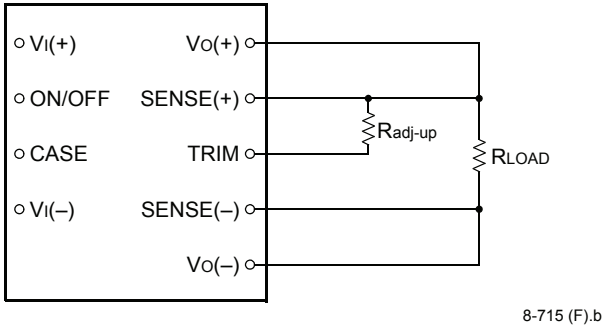 VI(+) VO(+)
ON/OFF SENSE(+)
Radj-up
CASE TRIM
RLOAD
VI(–) SENSE(–)
VO(–)
8-715 (F).b